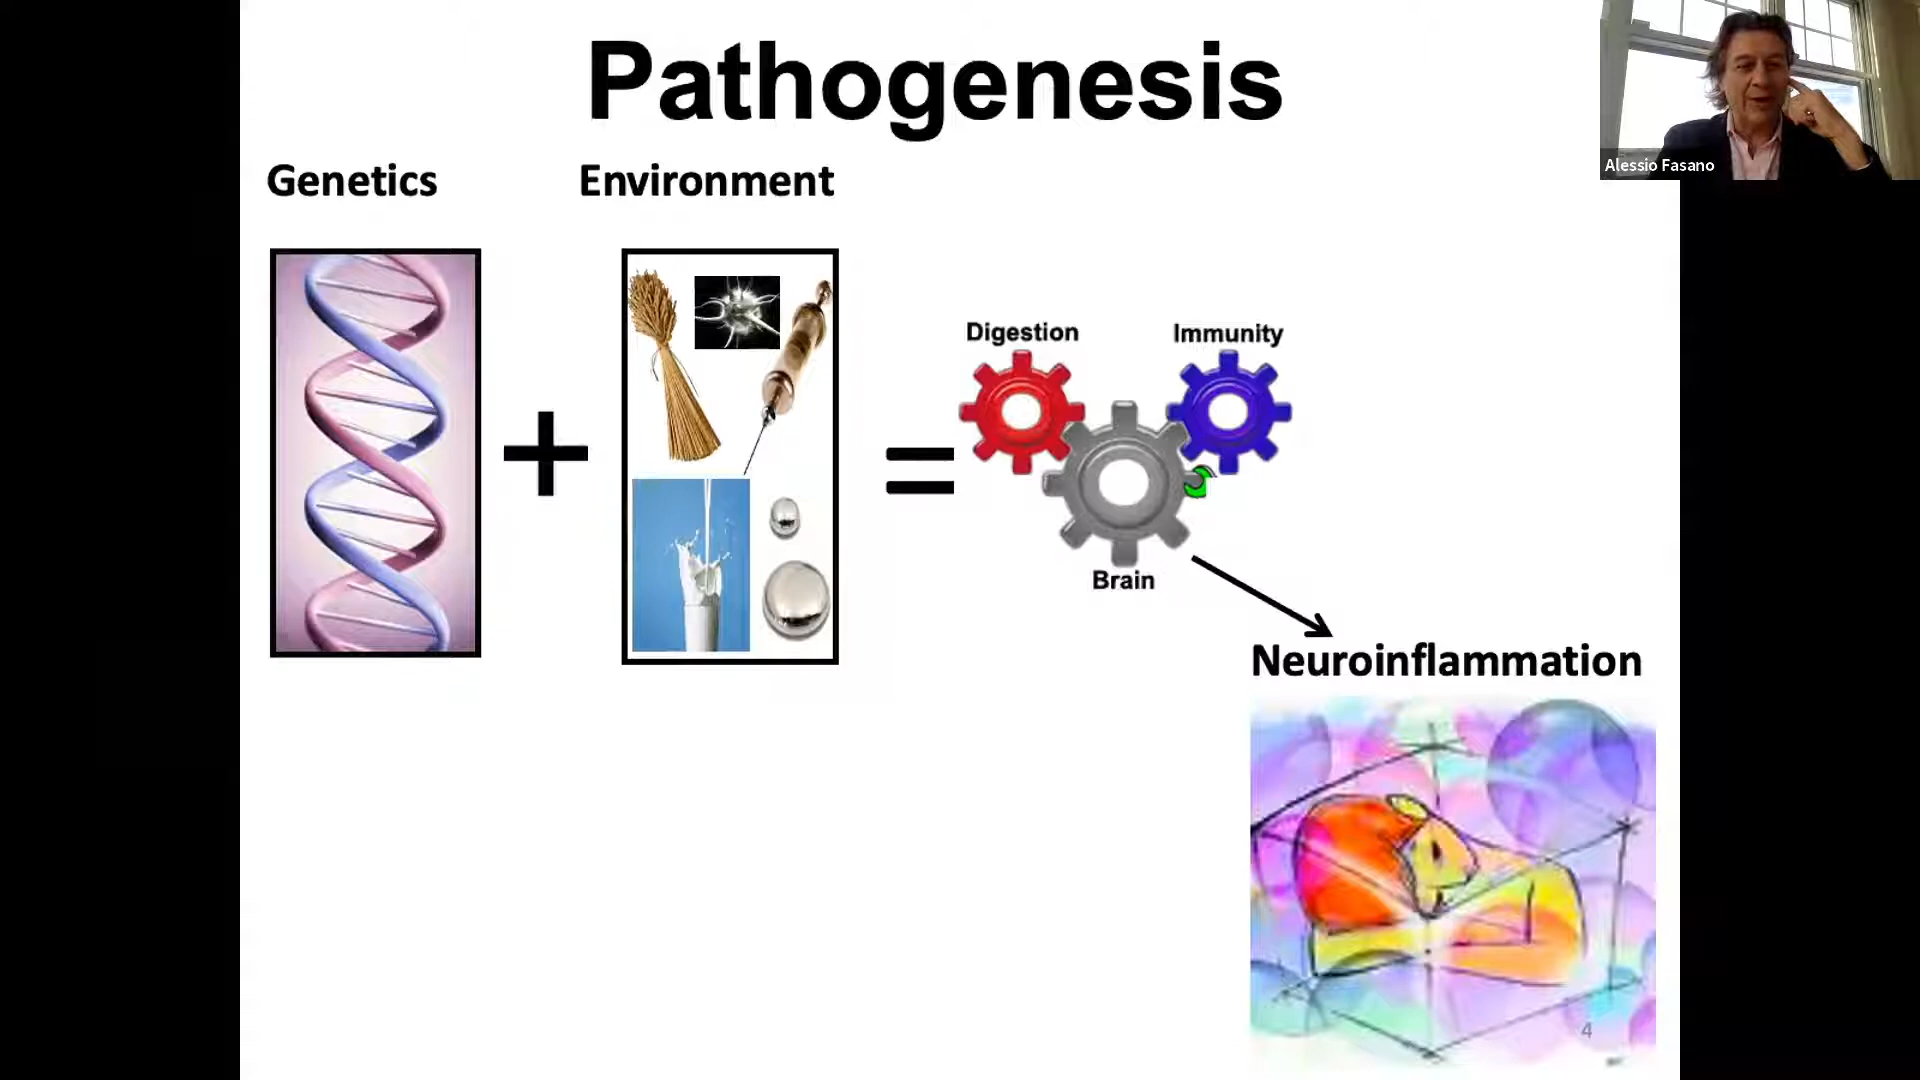 Pathogenesis
Alessio Fasano
Genetics
Environment
Digestion
Immunity
Brain
Neuroinflammation
4